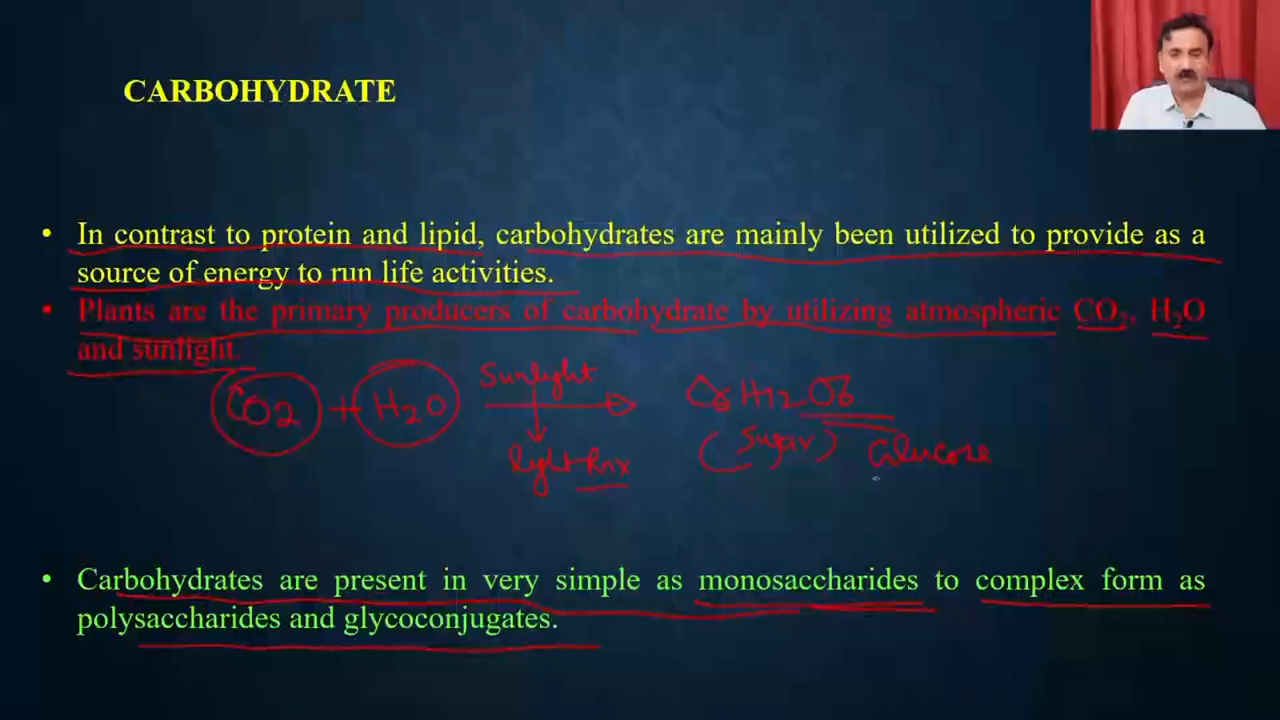 CARBOHYDRATE
• In contrast to protein and lipid, carbohydrates are mainly been utilized to provide as a
source of energy to run life activities.
• Plants are the primary producers of carbohydrate by utilizing atmospheric CO₂, H₂O
and sunlight.
CO2 + H2O Sunlight C6H12O6
light Rnx (Sugar) Glucose
• Carbohydrates are present in very simple as monosaccharides to complex form as
polysaccharides and glycoconjugates.